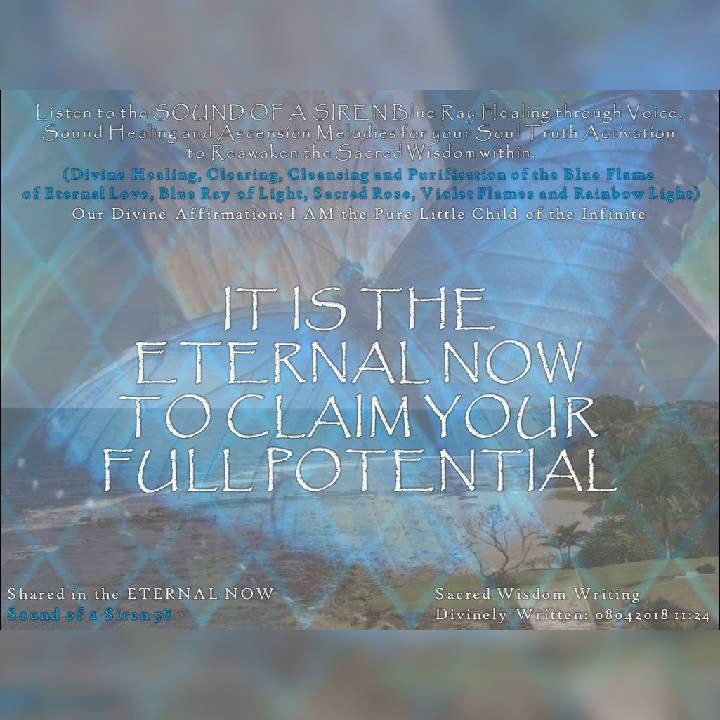 Listen to the SOUND OF A SIREN Blue Ray Healing through Voice,
Sound Healing and Ascension Melodies for your Soul Truth Activation
to Reawaken the Sacred Wisdom within.
(Divine Healing, Clearing, Cleansing and Purification of the Blue Flame
of Eternal Love, Blue Ray of Light, Sacred Rose, Violet Flames and Rainbow Light)
Our Divine Affirmation: I AM the Pure Little Child of the Infinite
IT IS THE
ETERNAL NOW
TO CLAIM YOUR
FULL POTENTIAL
Shared in the ETERNAL NOW
Sacred Wisdom Writing
Sound of a Siren 56
Divinely Written: 08042018 11:24